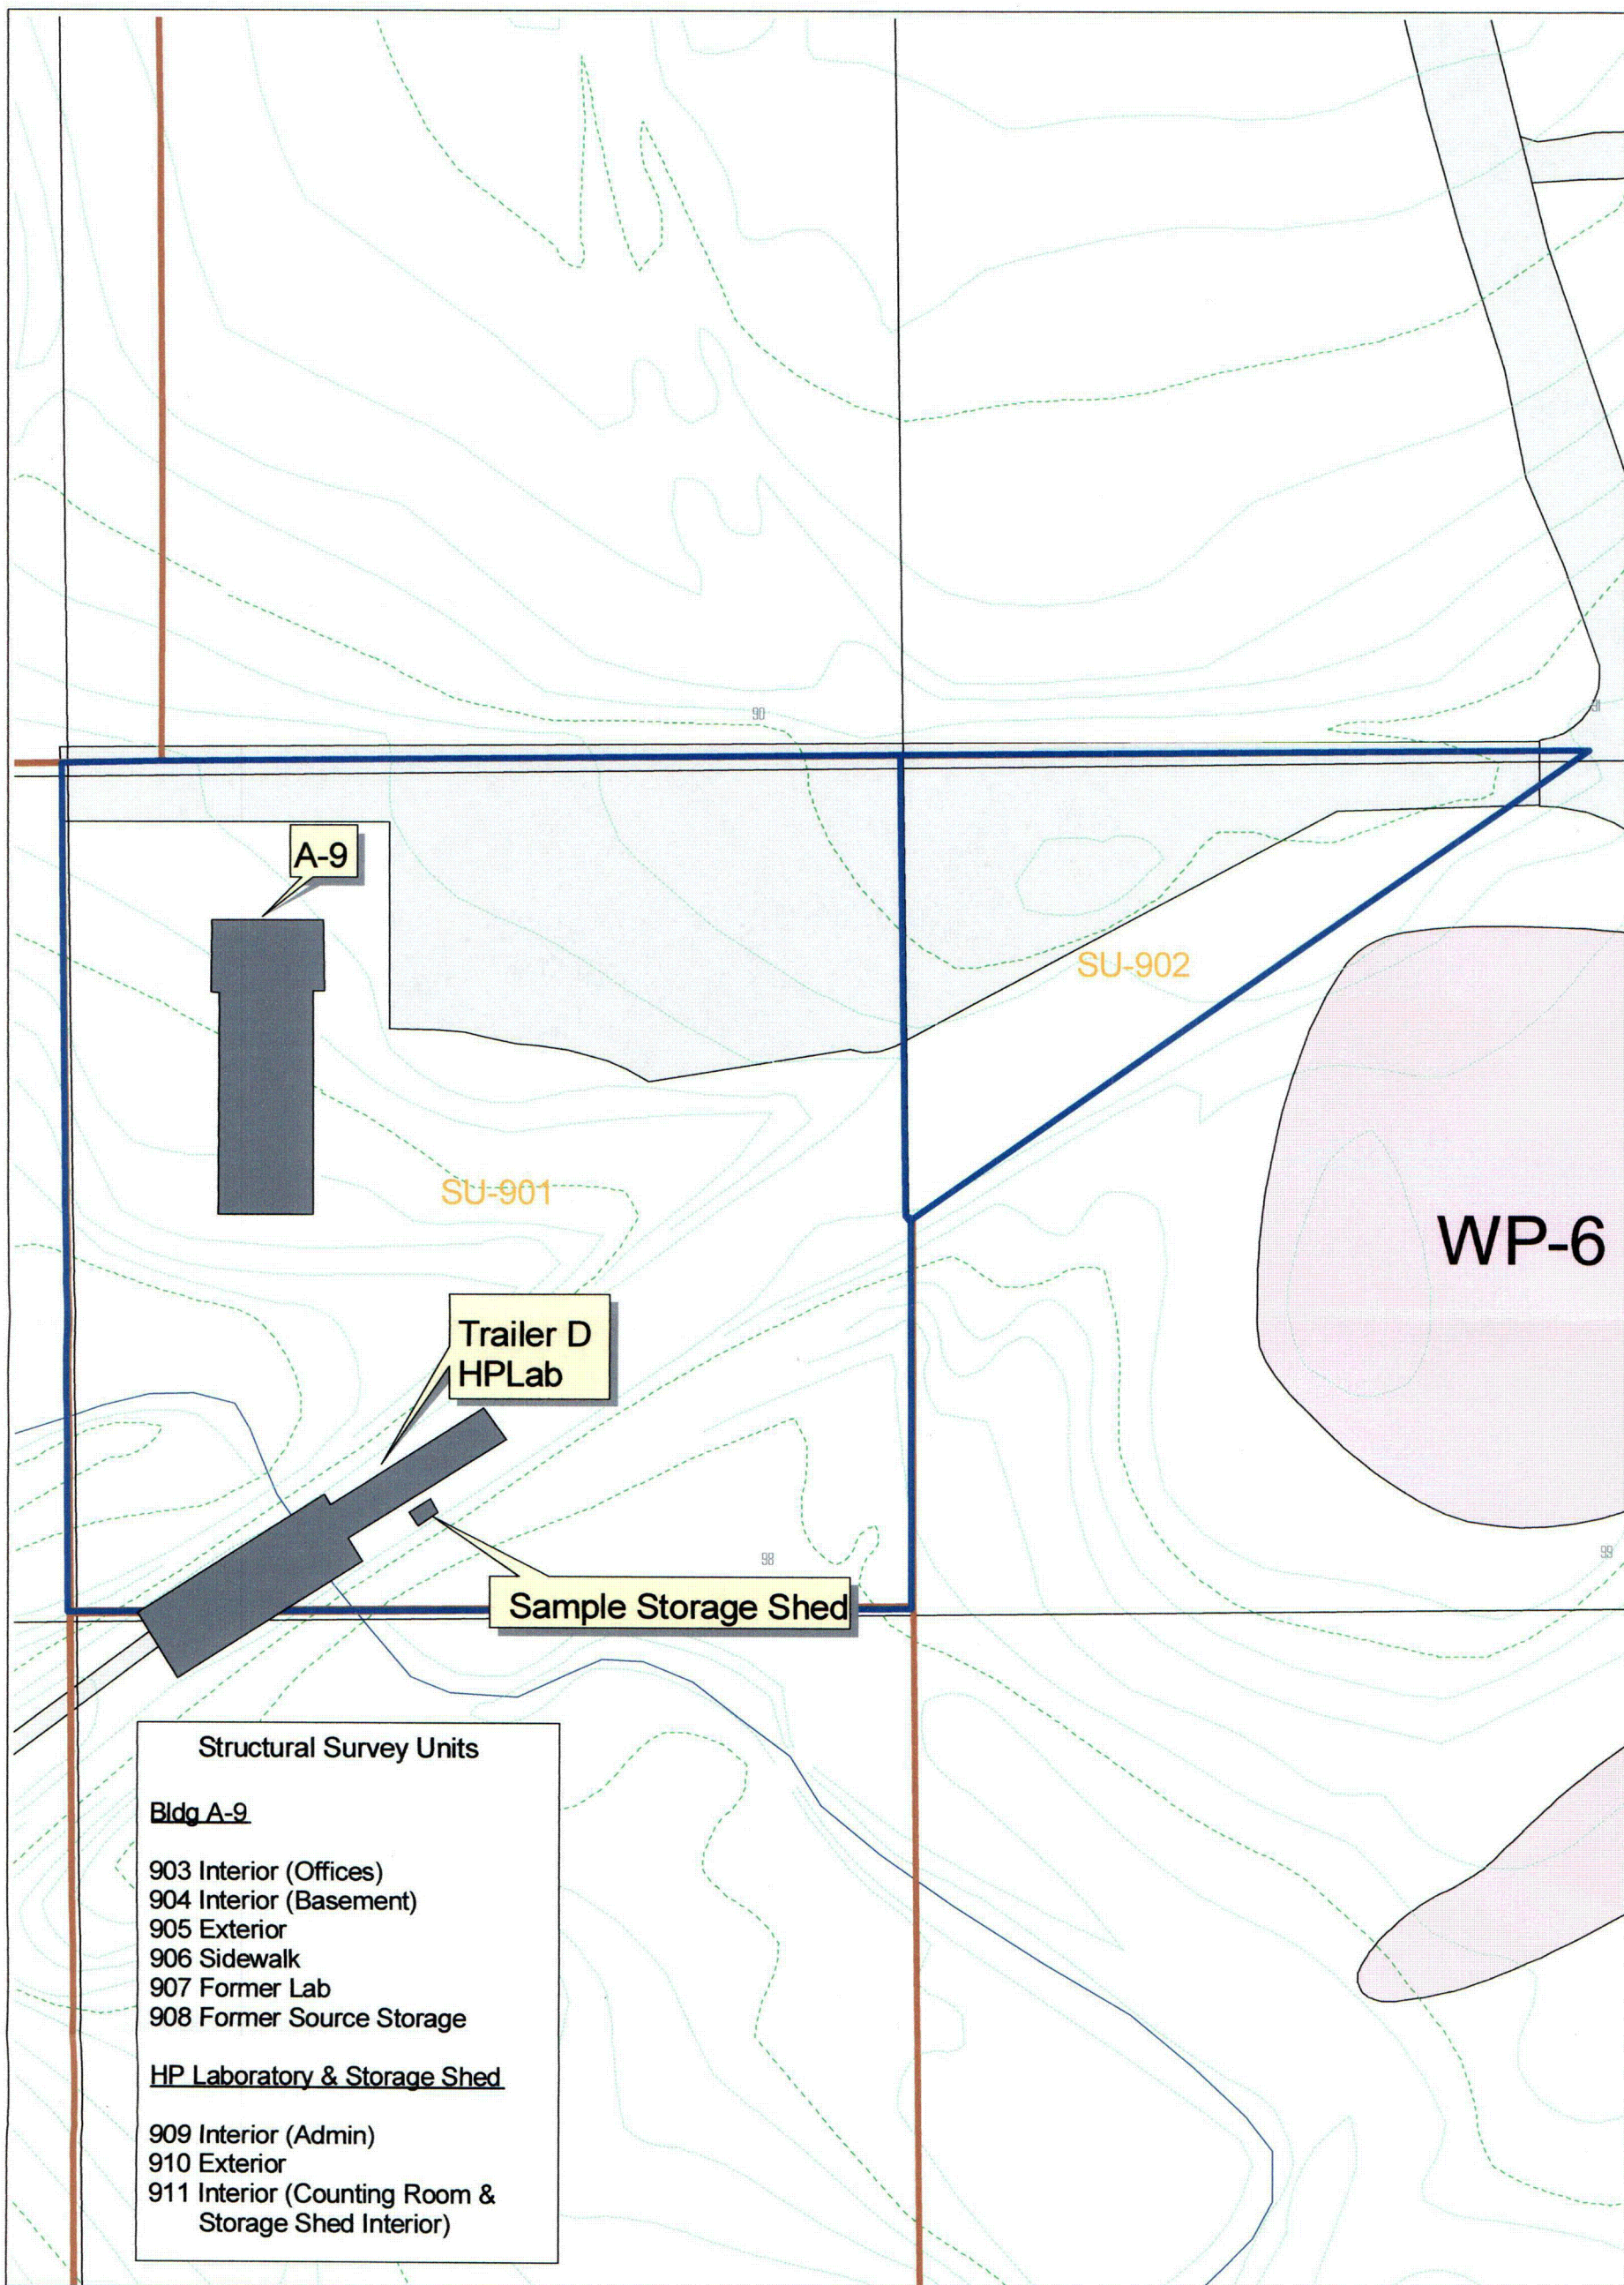 90
91
A-9
SU-902
SU-901
WP-6
Trailer D
HPLab
98
99
Sample Storage Shed
Structural Survey Units
Bldg A-9
903 Interior (Offices)
904 Interior (Basement)
905 Exterior
906 Sidewalk
907 Former Lab
908 Former Source Storage
HP Laboratory & Storage Shed
909 Interior (Admin)
910 Exterior
911 Interior (Counting Room &
Storage Shed Interior)